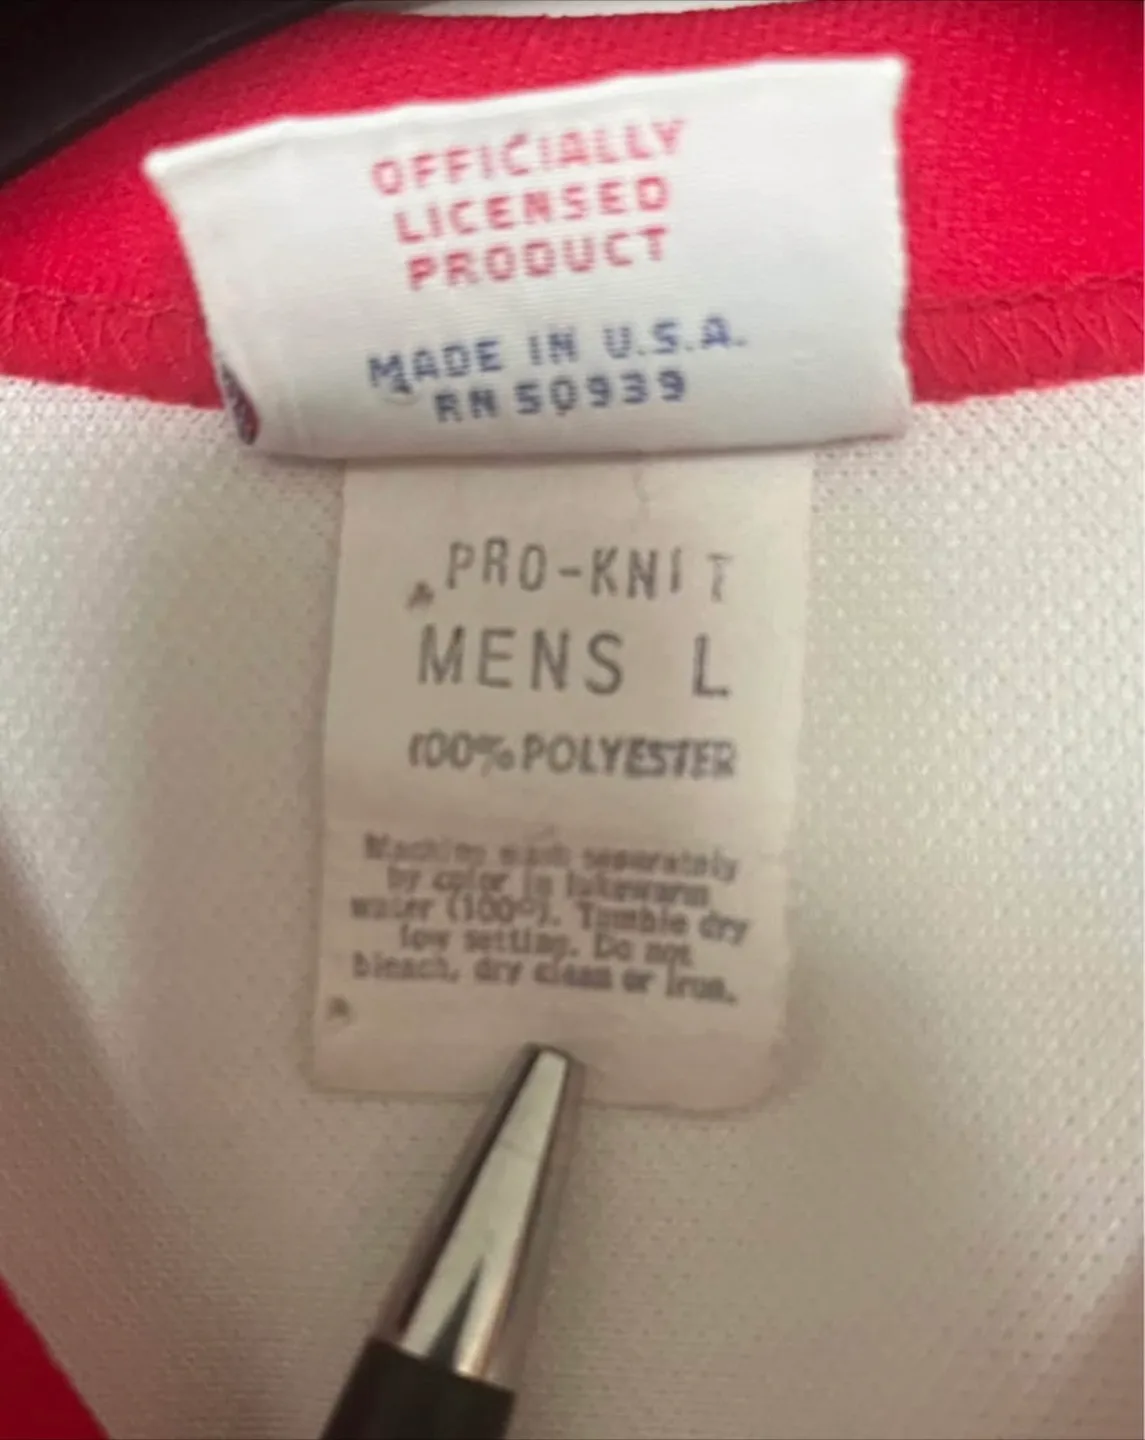 OFFICIALLY
LICENSED
PRODUCT
MADE IN U.S.A.
RN 50939
PRO-KNIT
MENS L
100% POLYESTER
Machine wash separately
by color in lukewarm
water (100°). Tumble dry
low setting. Do not
bleach, dry clean or iron.